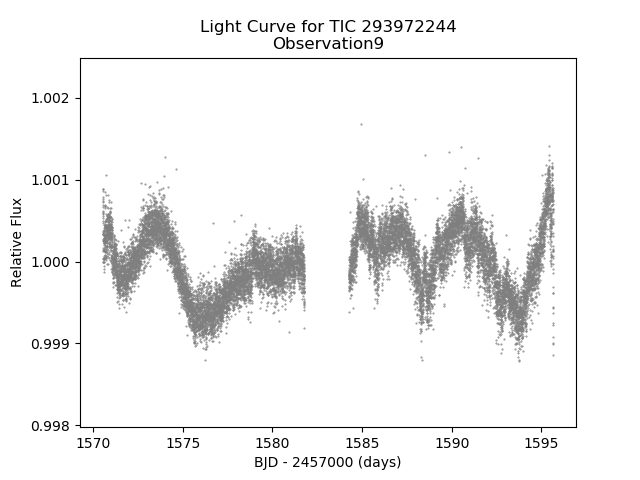 Light Curve for TIC 293972244
Observation9
1.002
1.001
1.000
0.999
0.998
Relative Flux
1570 1575 1580 1585 1590 1595
BJD - 2457000 (days)